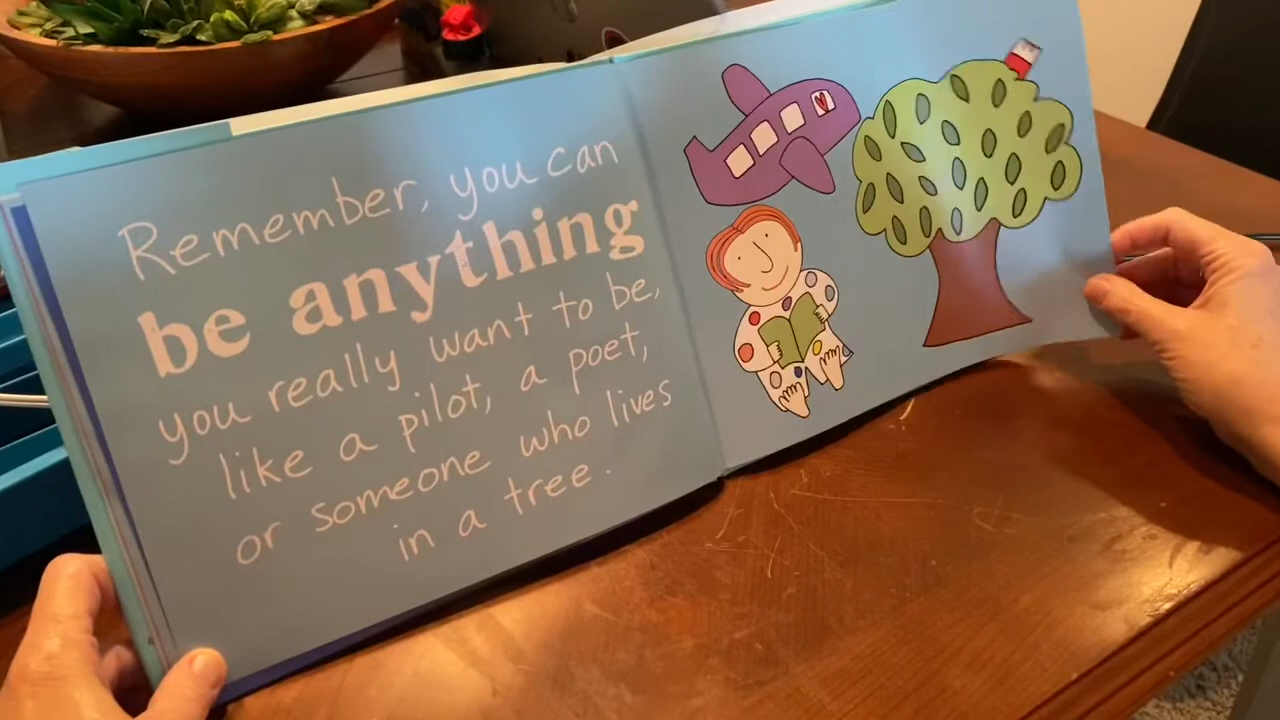 Remember, you can
be anything
you really want to be,
like a pilot, a poet,
or someone who lives
in a tree.